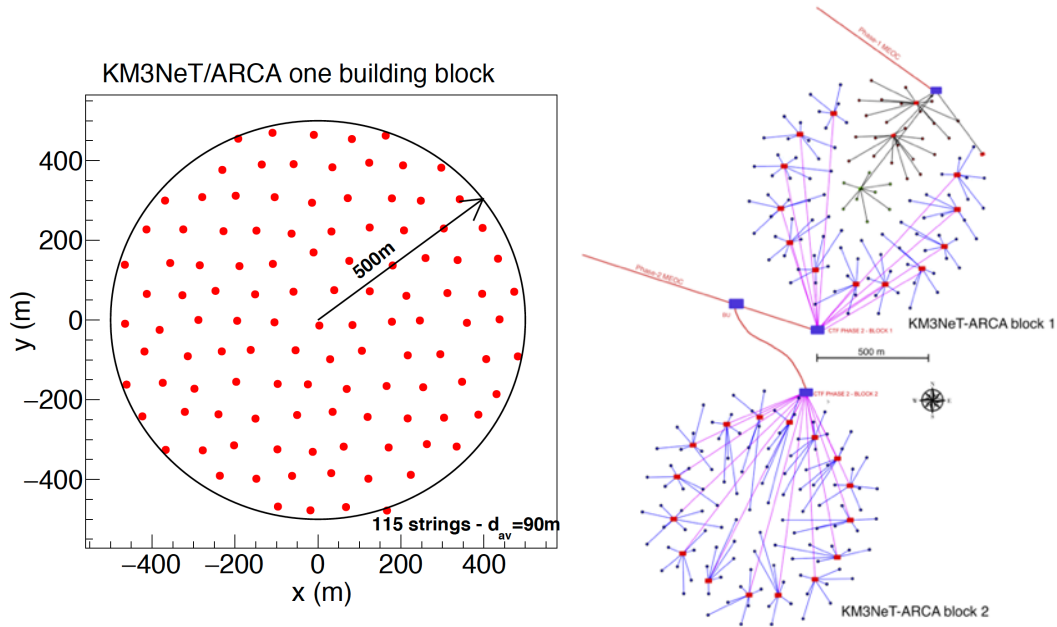 KM3NeT/ARCA one building block
y (m)
400
200
0
−200
−400
500m
115 strings - d_av=90m
−400
−200
0
200
400
x (m)
Phase-1 MEOC
Phase-2 MEOC
BU
CTF PHASE 2 - BLOCK 1
KM3NeT-ARCA block 1
500 m
N
W
E
S
CTF PHASE 2 - BLOCK 2
KM3NeT-ARCA block 2